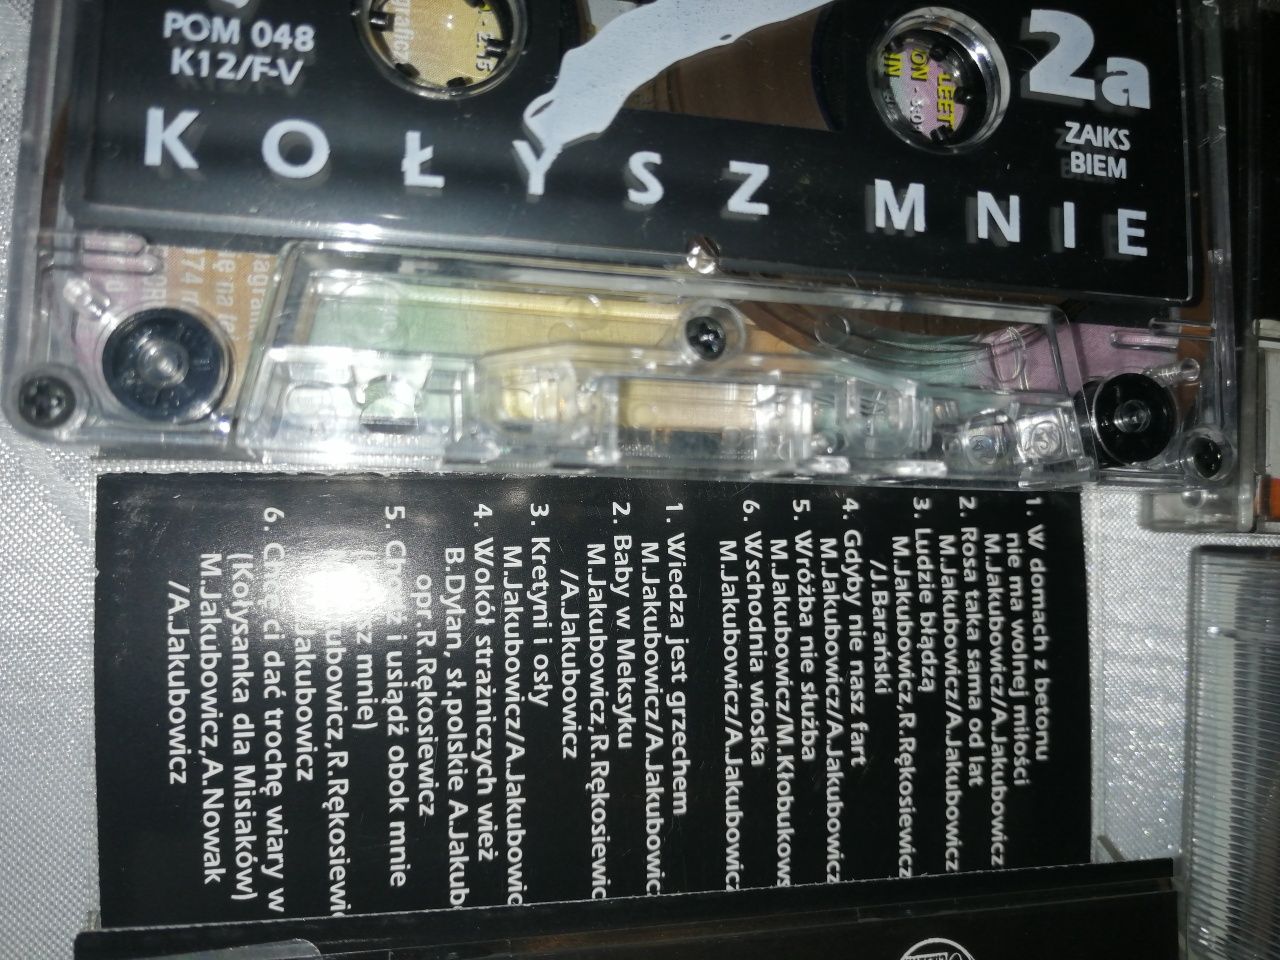 POM 048
K12/F-V
2a
ZAIKS
BIEM
KOŁYSZ MNIE
1. W domach z betonu
nie ma wolnej miłości
M.Jakubowicz/A.Jakubowicz
2. Rosa taka sama od lat
M.Jakubowicz/A.Jakubowicz
3. Ludzie błądzą
M.Jakubowicz,R.Rękosiewicz
/J.Barański
4. Gdyby nie nasz fart
M.Jakubowicz/A.Jakubowicz
5. Wróżba nie służba
M.Jakubowicz/M.Kłobukows
6. Wschodnia wioska
M.Jakubowicz/A.Jakubowicz
1. Wiedza jest grzechem
M.Jakubowicz/A.Jakubowicz
2. Baby w Meksyku
M.Jakubowicz,R.Rękosiewic
/A.Jakubowicz
3. Kretyni i osły
M.Jakubowicz/A.Jakubowic
4. Wokół strażniczych wież
B.Dylan, sł.polskie A.Jakub
opr.R.Rękosiewicz
5. Chodź i usiądź obok mnie
mnie)
R.Rękosiewi
Jakubowicz
6. Chcę ci dać trochę wiary w
(Kołysanka dla Misiaków)
M.Jakubowicz,A.Nowak
/A.Jakubowicz